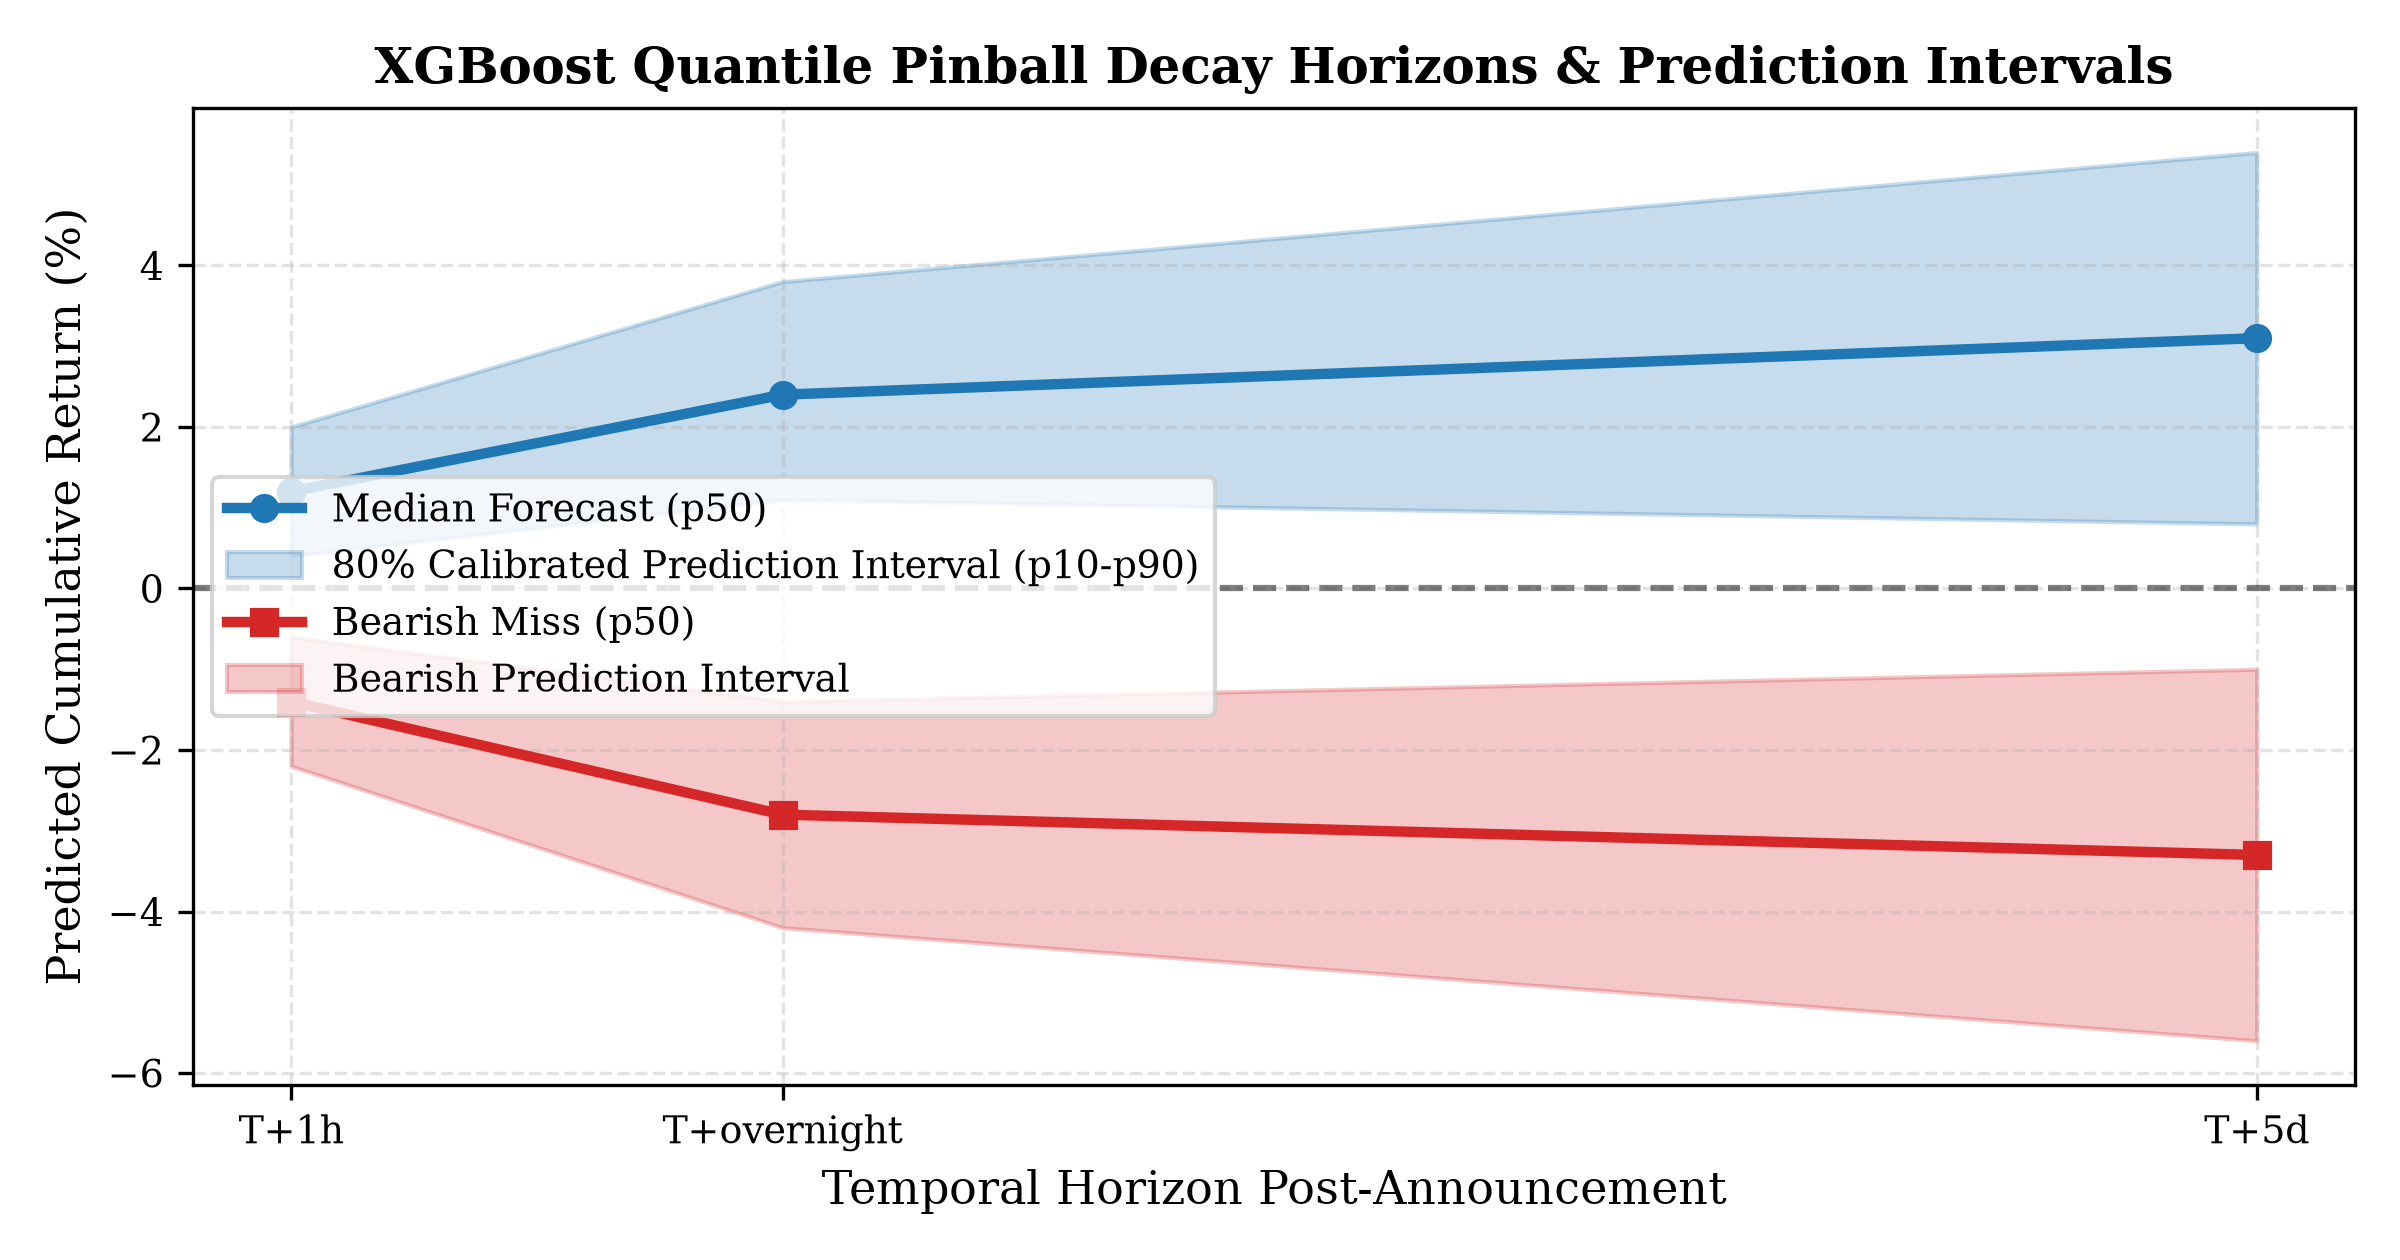 XGBoost Quantile Pinball Decay Horizons & Prediction Intervals
Predicted Cumulative Return (%)
4
2
0
−2
−4
−6
Median Forecast (p50)
80% Calibrated Prediction Interval (p10-p90)
Bearish Miss (p50)
Bearish Prediction Interval
T+1h
T+overnight
T+5d
Temporal Horizon Post-Announcement